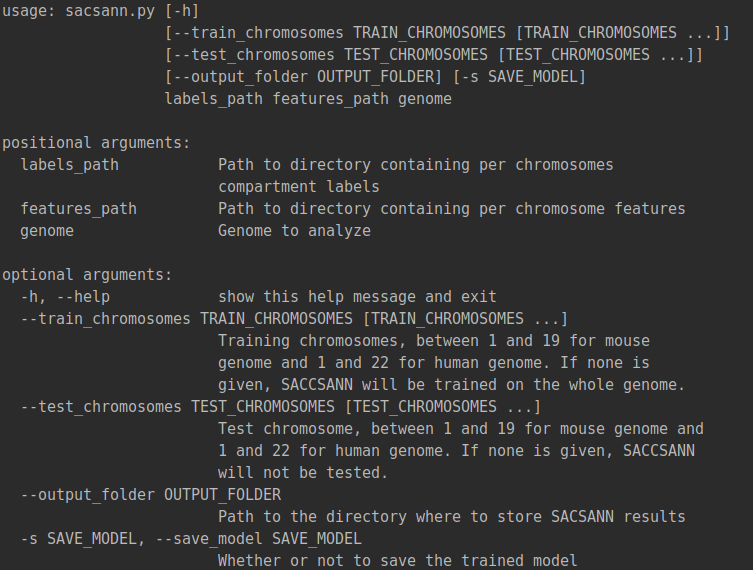 usage: sacsann.py [-h]
[--train_chromosomes TRAIN_CHROMOSOMES [TRAIN_CHROMOSOMES ...]]
[--test_chromosomes TEST_CHROMOSOMES [TEST_CHROMOSOMES ...]]
[--output_folder OUTPUT_FOLDER] [-s SAVE_MODEL]
labels_path features_path genome
positional arguments:
labels_path Path to directory containing per chromosomes
compartment labels
features_path Path to directory containing per chromosome features
genome Genome to analyze
optional arguments:
-h, --help show this help message and exit
--train_chromosomes TRAIN_CHROMOSOMES [TRAIN_CHROMOSOMES ...]
Training chromosomes, between 1 and 19 for mouse
genome and 1 and 22 for human genome. If none is
given, SACCSANN will be trained on the whole genome.
--test_chromosomes TEST_CHROMOSOMES [TEST_CHROMOSOMES ...]
Test chromosome, between 1 and 19 for mouse genome and
1 and 22 for human genome. If none is given, SACCSANN
will not be tested.
--output_folder OUTPUT_FOLDER
Path to the directory where to store SACSANN results
-s SAVE_MODEL, --save_model SAVE_MODEL
Whether or not to save the trained model